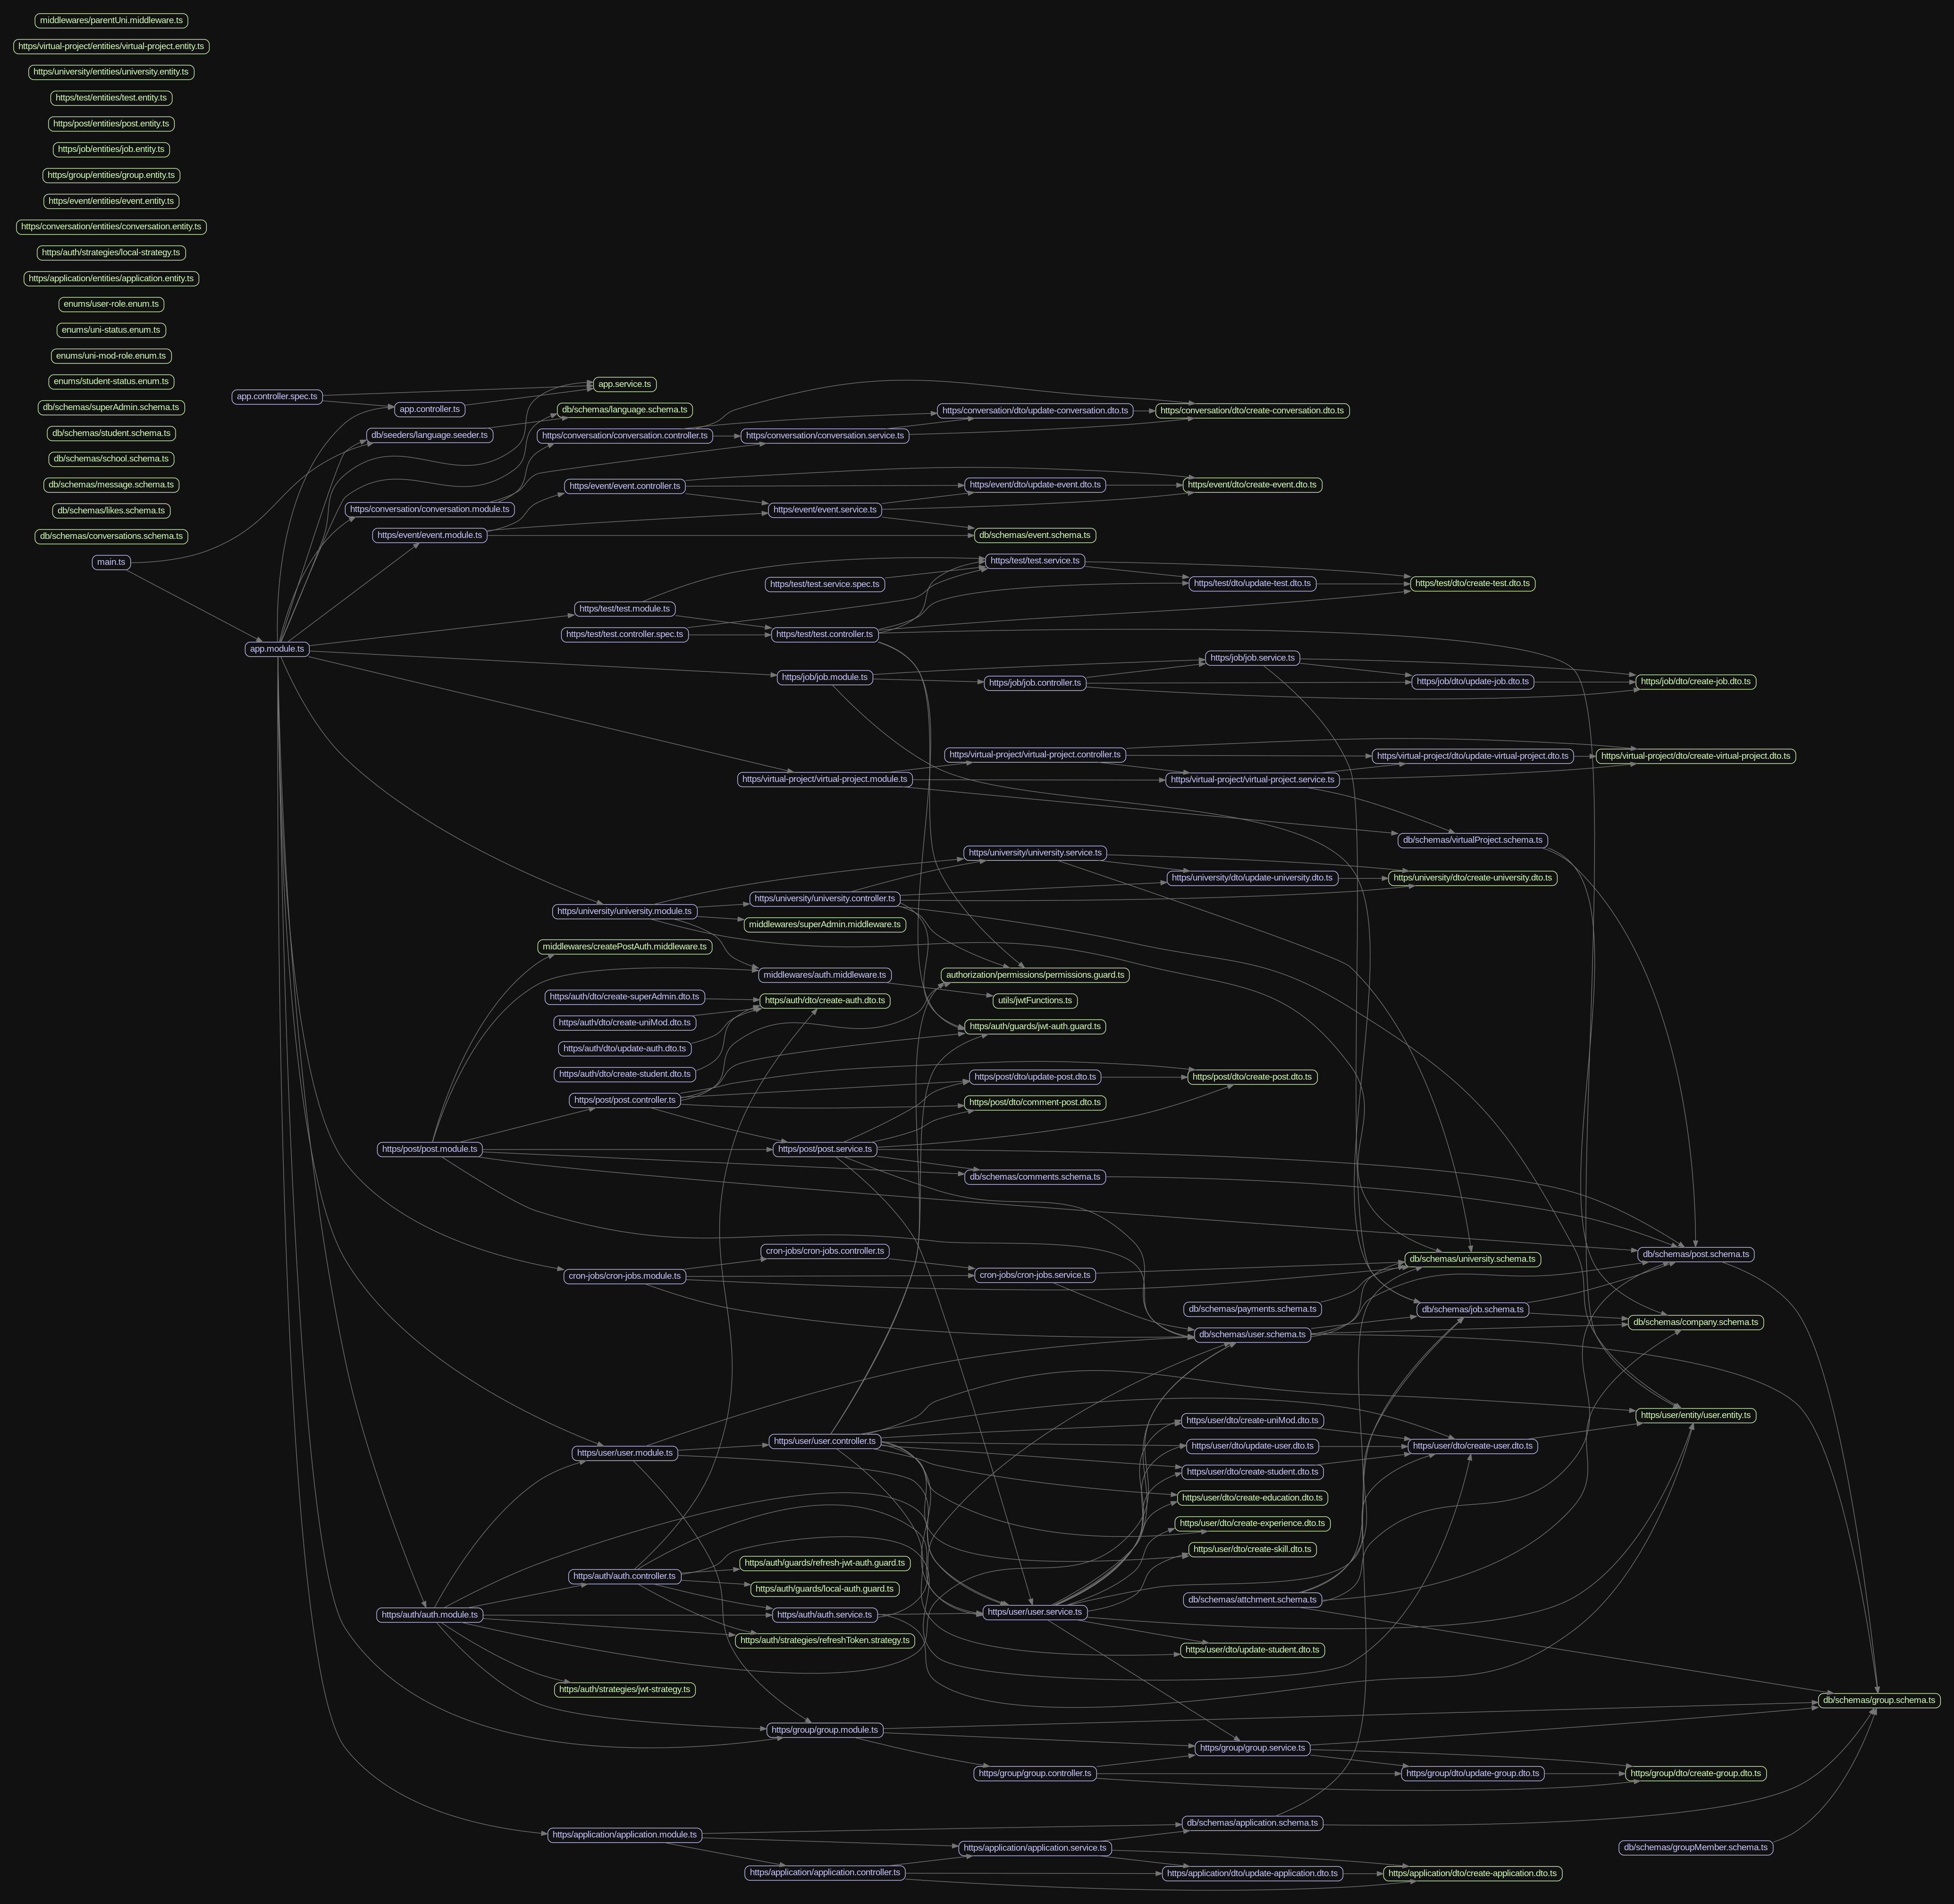 middlewares/parentUni.middleware.ts
https/virtual-project/entities/virtual-project.entity.ts
https/university/entities/university.entity.ts
https/test/entities/test.entity.ts
https/post/entities/post.entity.ts
https/job/entities/job.entity.ts
https/group/entities/group.entity.ts
https/event/entities/event.entity.ts
https/conversation/entities/conversation.entity.ts
https/auth/strategies/local-strategy.ts
https/application/entities/application.entity.ts
enums/user-role.enum.ts
enums/uni-status.enum.ts
enums/uni-mod-role.enum.ts
enums/student-status.enum.ts
db/schemas/superAdmin.schema.ts
db/schemas/student.schema.ts
db/schemas/school.schema.ts
db/schemas/message.schema.ts
db/schemas/likes.schema.ts
db/schemas/conversations.schema.ts
main.ts
app.module.ts
app.controller.spec.ts
app.controller.ts
app.service.ts
db/seeders/language.seeder.ts
db/schemas/language.schema.ts
https/conversation/conversation.module.ts
https/conversation/conversation.controller.ts
https/conversation/conversation.service.ts
https/conversation/dto/update-conversation.dto.ts
https/conversation/dto/create-conversation.dto.ts
https/event/event.module.ts
https/event/event.controller.ts
https/event/event.service.ts
https/event/dto/update-event.dto.ts
https/event/dto/create-event.dto.ts
db/schemas/event.schema.ts
https/test/test.service.ts
https/test/test.service.spec.ts
https/test/dto/update-test.dto.ts
https/test/dto/create-test.dto.ts
https/test/test.module.ts
https/test/test.controller.spec.ts
https/test/test.controller.ts
https/job/job.module.ts
https/job/job.controller.ts
https/job/job.service.ts
https/job/dto/update-job.dto.ts
https/job/dto/create-job.dto.ts
https/virtual-project/virtual-project.module.ts
https/virtual-project/virtual-project.controller.ts
https/virtual-project/virtual-project.service.ts
https/virtual-project/dto/update-virtual-project.dto.ts
https/virtual-project/dto/create-virtual-project.dto.ts
db/schemas/virtualProject.schema.ts
https/university/university.module.ts
https/university/university.controller.ts
https/university/university.service.ts
https/university/dto/update-university.dto.ts
https/university/dto/create-university.dto.ts
middlewares/superAdmin.middleware.ts
middlewares/createPostAuth.middleware.ts
middlewares/auth.middleware.ts
authorization/permissions/permissions.guard.ts
utils/jwtFunctions.ts
https/auth/dto/create-superAdmin.dto.ts
https/auth/dto/create-uniMod.dto.ts
https/auth/dto/update-auth.dto.ts
https/auth/dto/create-student.dto.ts
https/auth/dto/create-auth.dto.ts
https/auth/guards/jwt-auth.guard.ts
https/post/post.module.ts
https/post/post.controller.ts
https/post/post.service.ts
https/post/dto/update-post.dto.ts
https/post/dto/create-post.dto.ts
https/post/dto/comment-post.dto.ts
db/schemas/comments.schema.ts
cron-jobs/cron-jobs.module.ts
cron-jobs/cron-jobs.controller.ts
cron-jobs/cron-jobs.service.ts
db/schemas/university.schema.ts
db/schemas/post.schema.ts
db/schemas/payments.schema.ts
db/schemas/job.schema.ts
db/schemas/user.schema.ts
db/schemas/company.schema.ts
https/user/user.module.ts
https/user/user.controller.ts
https/user/dto/create-uniMod.dto.ts
https/user/dto/update-user.dto.ts
https/user/dto/create-student.dto.ts
https/user/dto/create-user.dto.ts
https/user/entity/user.entity.ts
https/user/dto/create-education.dto.ts
https/user/dto/create-experience.dto.ts
https/user/dto/create-skill.dto.ts
https/auth/auth.module.ts
https/auth/auth.controller.ts
https/auth/guards/refresh-jwt-auth.guard.ts
https/auth/guards/local-auth.guard.ts
https/auth/auth.service.ts
https/auth/strategies/refreshToken.strategy.ts
https/auth/strategies/jwt-strategy.ts
https/user/user.service.ts
db/schemas/attchment.schema.ts
https/user/dto/update-student.dto.ts
db/schemas/group.schema.ts
https/group/group.module.ts
https/group/group.controller.ts
https/group/group.service.ts
https/group/dto/update-group.dto.ts
https/group/dto/create-group.dto.ts
https/application/application.module.ts
https/application/application.controller.ts
https/application/application.service.ts
db/schemas/application.schema.ts
https/application/dto/update-application.dto.ts
https/application/dto/create-application.dto.ts
db/schemas/groupMember.schema.ts